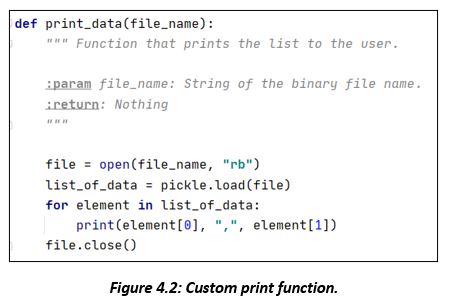 def print_data(file_name):
    """ Function that prints the list to the user.

    :param file_name: String of the binary file name.
    :return: Nothing
    """

    file = open(file_name, "rb")
    list_of_data = pickle.load(file)
    for element in list_of_data:
        print(element[0], ",", element[1])
    file.close()
Figure 4.2: Custom print function.